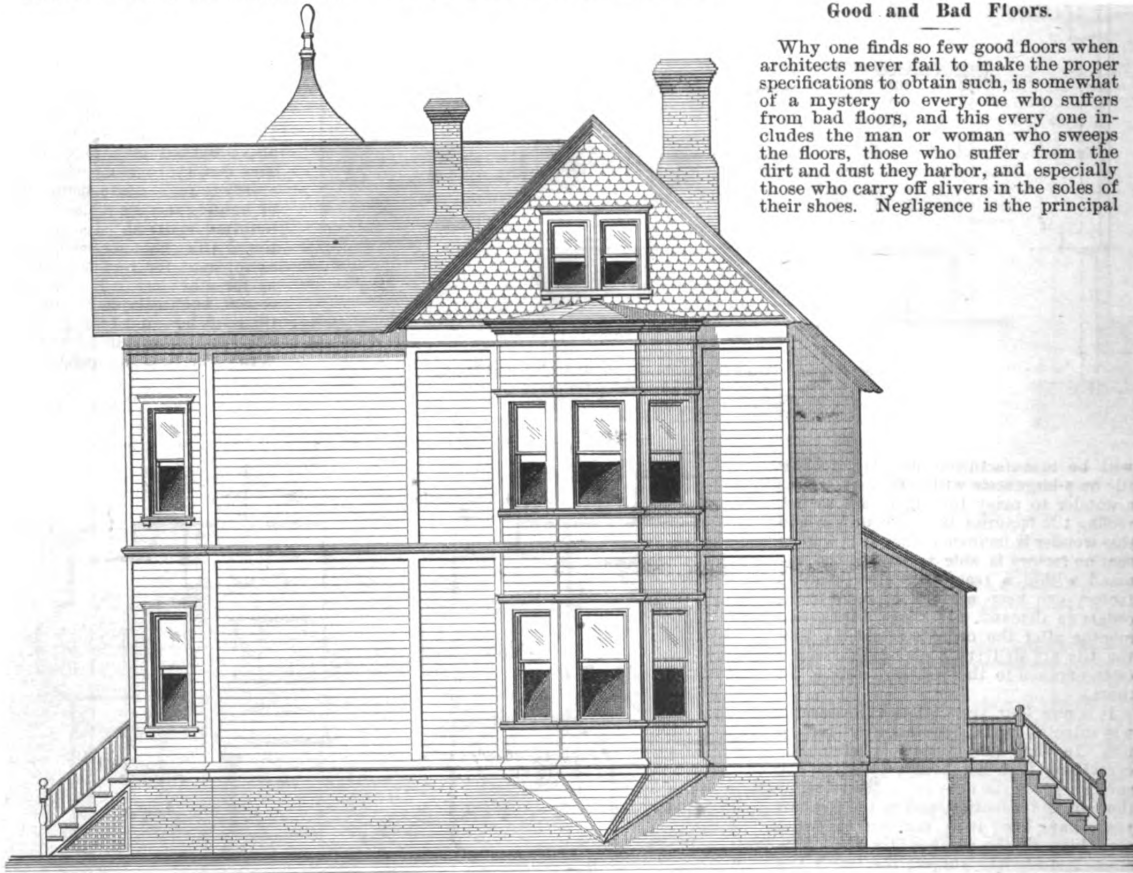 Good and Bad Floors.
Why one finds so few good floors when
architects never fail to make the proper
specifications to obtain such, is somewhat
of a mystery to every one who suffers
from bad floors, and this every one in-
cludes the man or woman who sweeps
the floors, those who suffer from the
dirt and dust they harbor, and especially
those who carry off slivers in the soles of
their shoes. Negligence is the principal